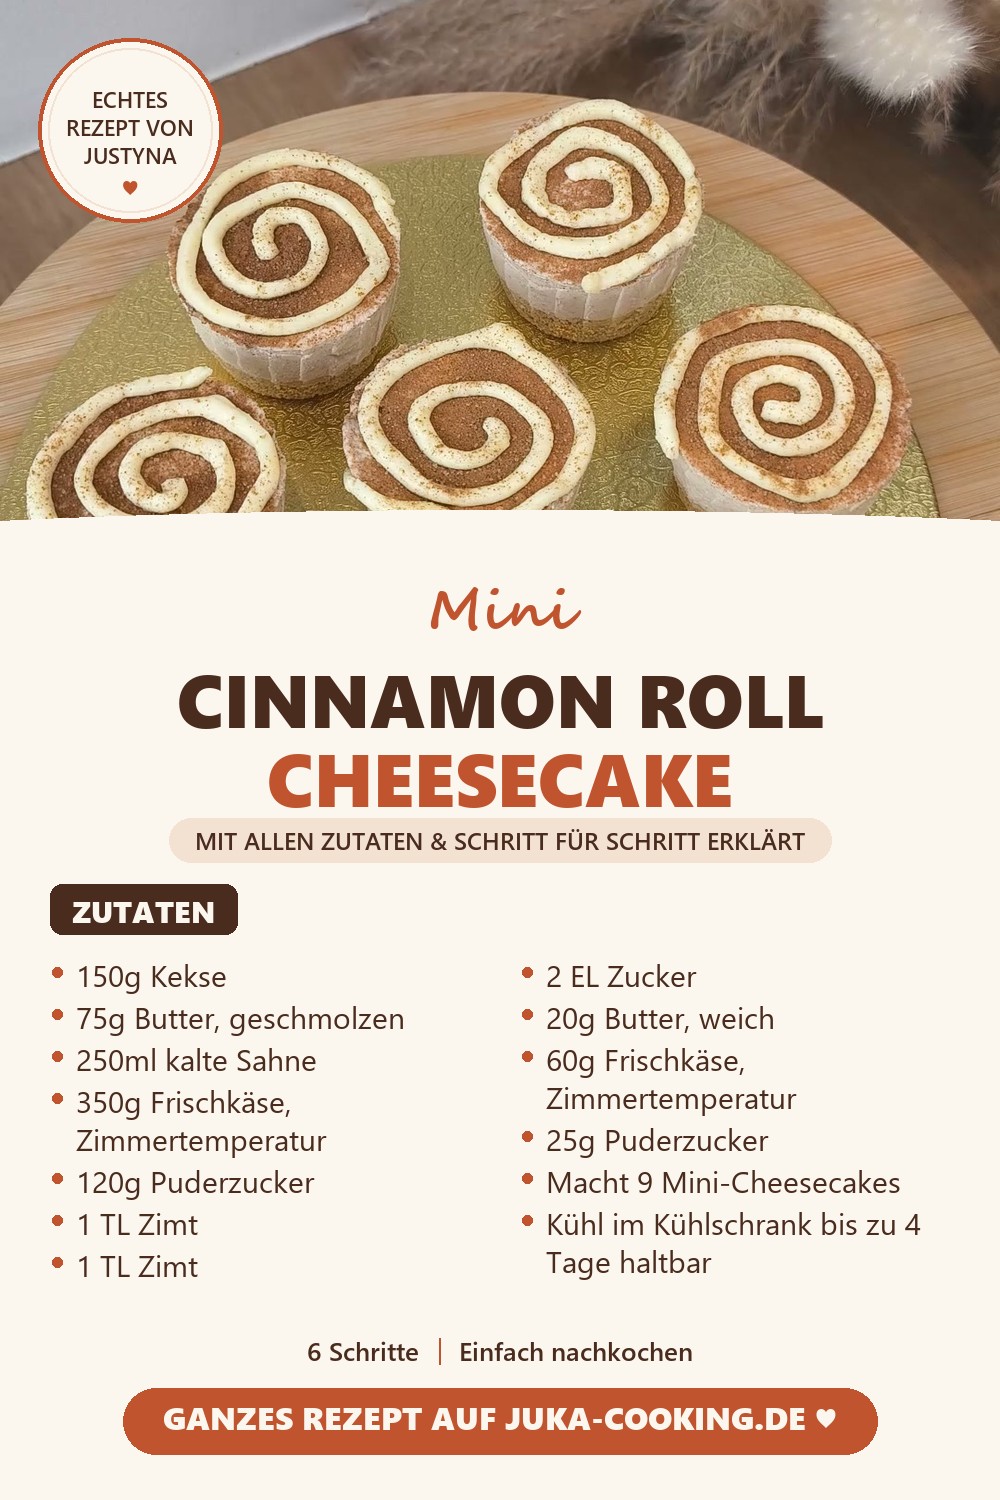 ECHTES
REZEPT VON
JUSTYNA
Mini
CINNAMON ROLL
CHEESECAKE
MIT ALLEN ZUTATEN & SCHRITT FÜR SCHRITT ERKLÄRT
ZUTATEN
• 150g Kekse
• 75g Butter, geschmolzen
• 250ml kalte Sahne
• 350g Frischkäse,
Zimmertemperatur
• 120g Puderzucker
• 1 TL Zimt
• 1 TL Zimt
• 2 EL Zucker
• 20g Butter, weich
• 60g Frischkäse,
Zimmertemperatur
• 25g Puderzucker
• Macht 9 Mini-Cheesecakes
• Kühl im Kühlschrank bis zu 4
Tage haltbar
6 Schritte | Einfach nachkochen
GANZES REZEPT AUF JUKA-COOKING.DE ♥